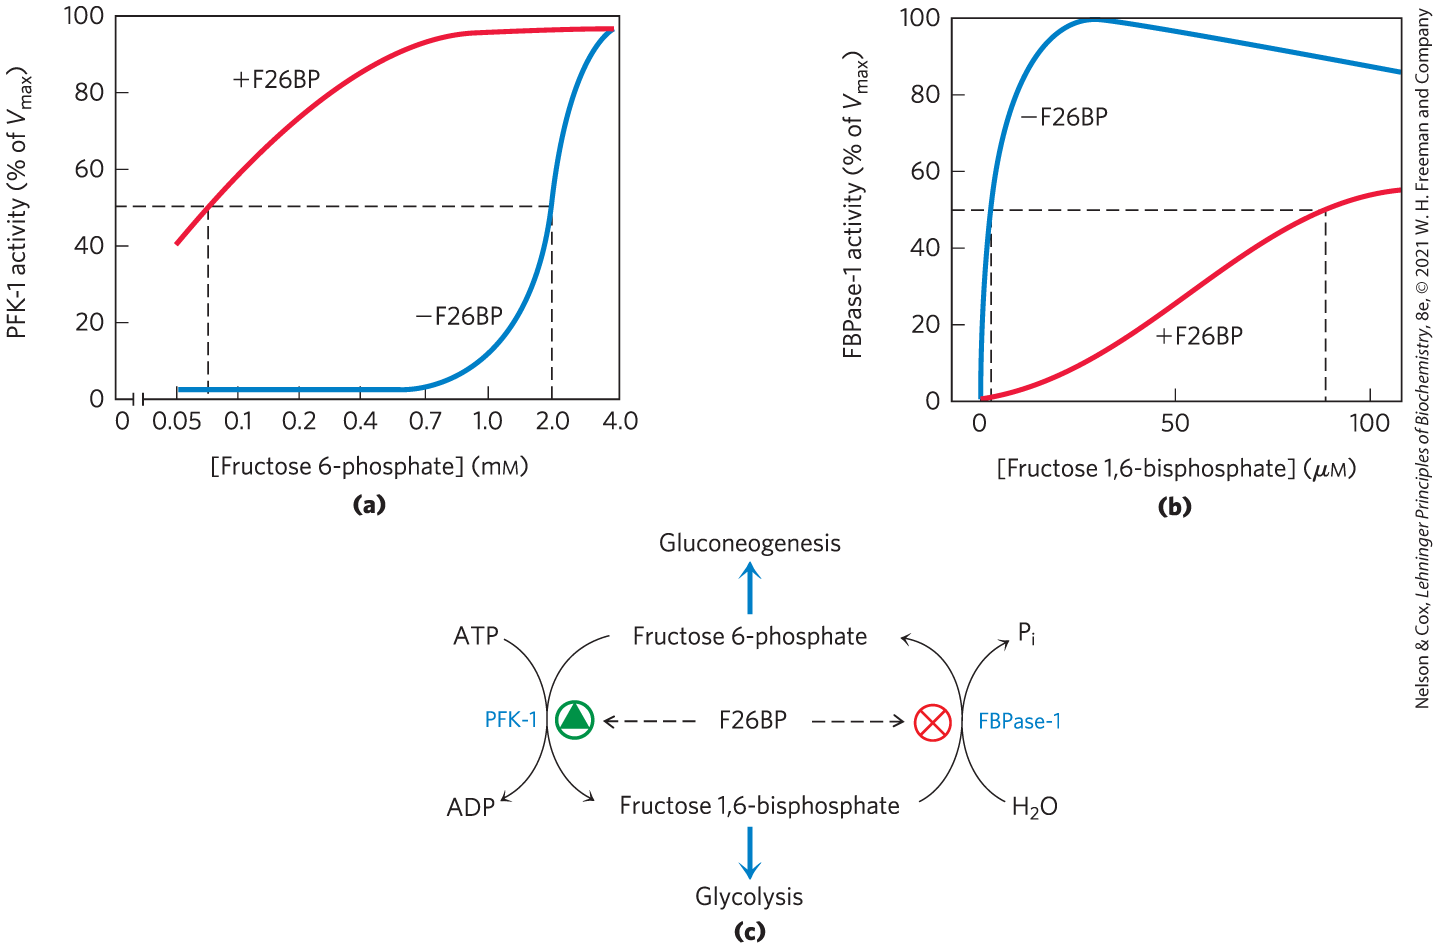 PFK-1 activity (% of Vmax)
100
80
60
40
20
0
+F26BP
−F26BP
0 0.05 0.1 0.2 0.4 0.7 1.0 2.0 4.0
[Fructose 6-phosphate] (mM)
(a)
FBPase-1 activity (% of Vmax)
100
80
60
40
20
0
−F26BP
+F26BP
0 50 100
[Fructose 1,6-bisphosphate] (μM)
(b)
Gluconeogenesis
ATP Fructose 6-phosphate Pi
PFK-1 F26BP FBPase-1
ADP Fructose 1,6-bisphosphate H2O
Glycolysis
(c)
Nelson & Cox, Lehninger Principles of Biochemistry, 8e, © 2021 W. H. Freeman and Company